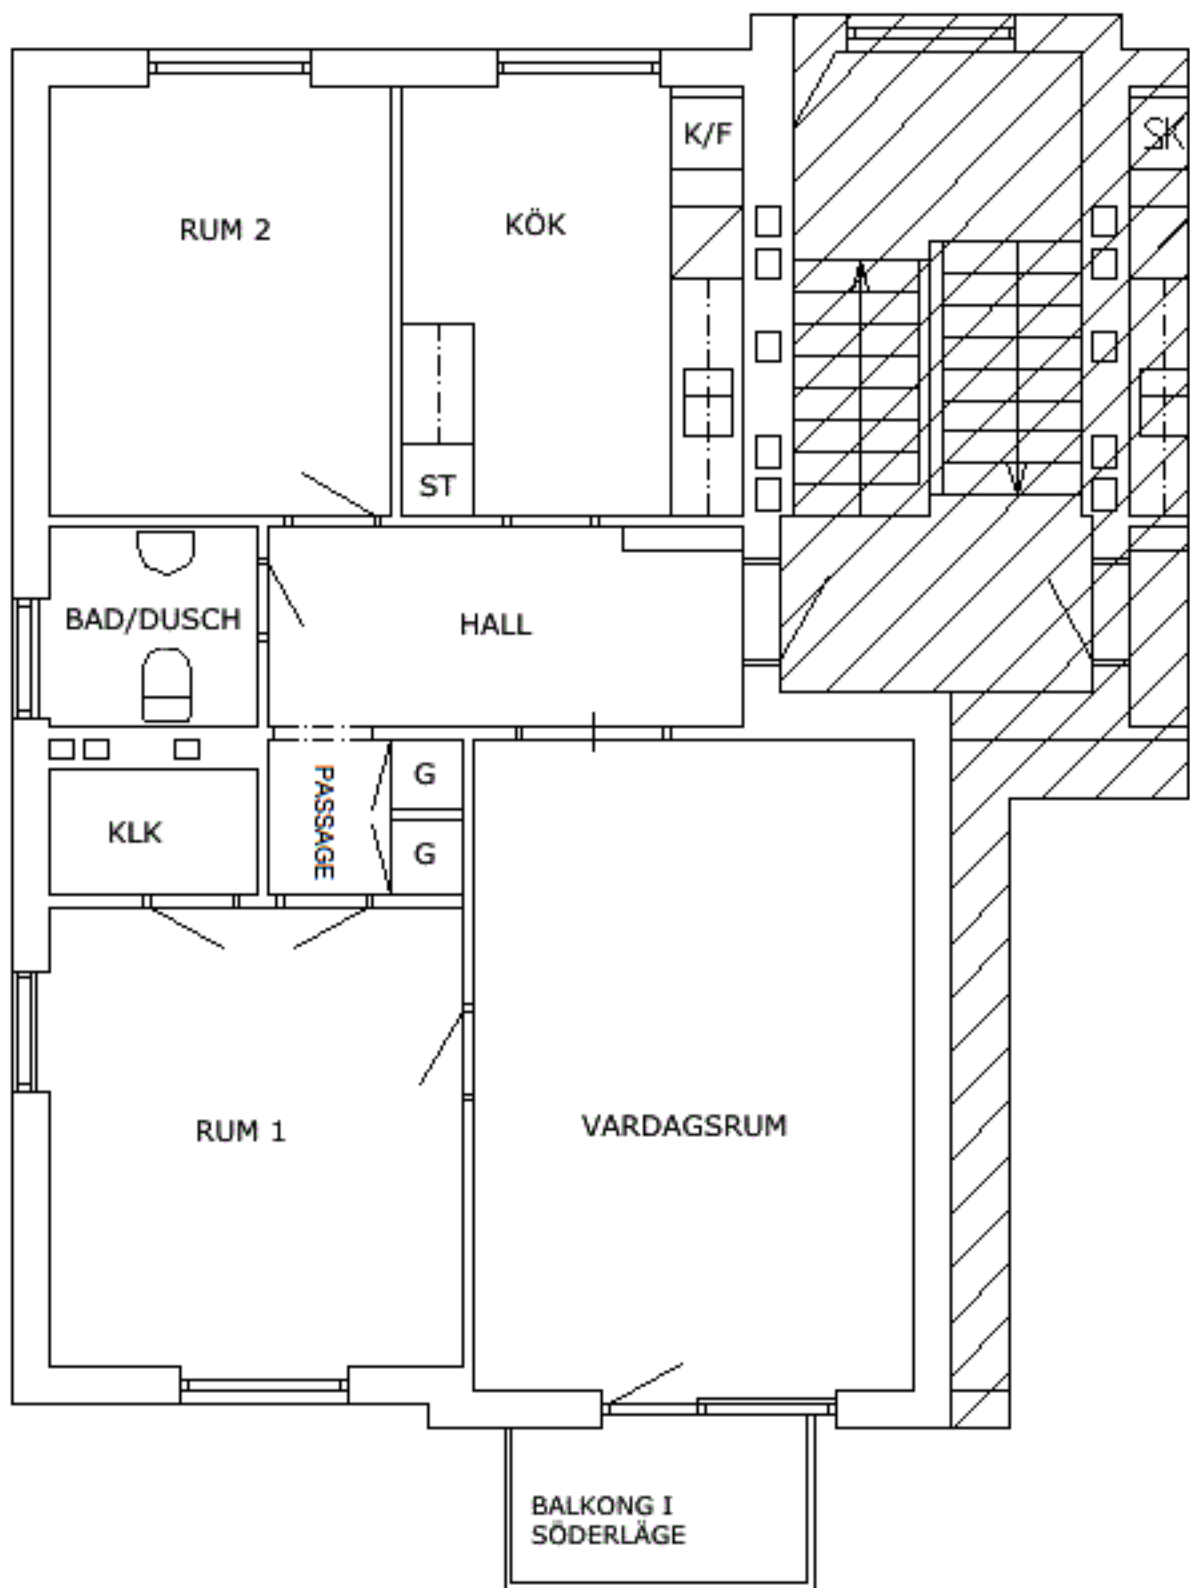 K/F
SK
RUM 2
KÖK
ST
BAD/DUSCH
HALL
PASSAGE
G
KLK
G
RUM 1
VARDAGSRUM
BALKONG I
SÖDERLÄGE